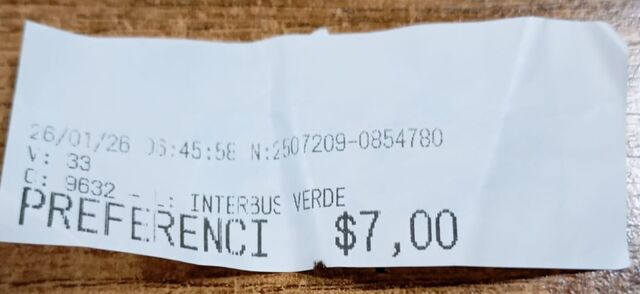 26/01/26 06:45:58 N:2507209-0854780
V: 33
C: 9632 - L: INTERBUS VERDE
PREFERENCI $7,00